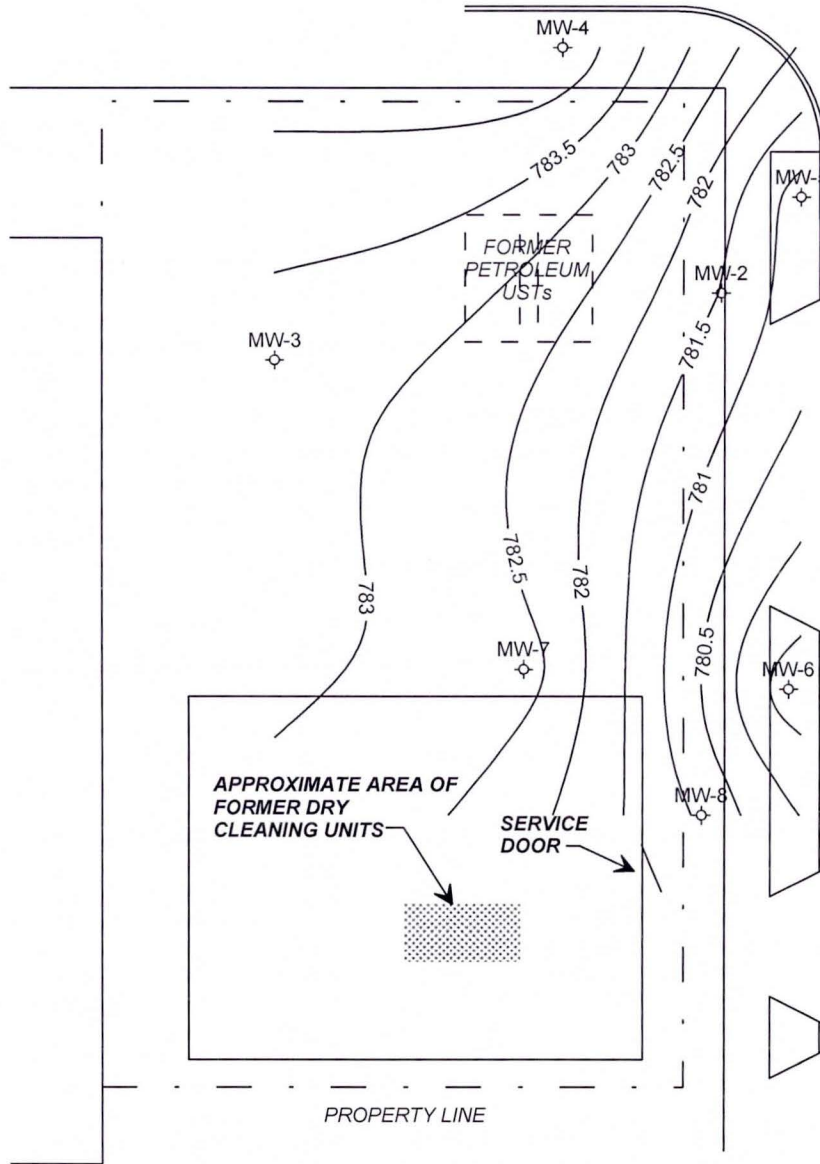 MW-4
783.5
783
782.5
782
MW-5
FORMER
PETROLEUM
USTs
MW-2
781.5
MW-3
781
782.5
783
782
780.5
MW-7
MW-6
APPROXIMATE AREA OF
FORMER DRY
CLEANING UNITS
SERVICE
DOOR
MW-8
PROPERTY LINE